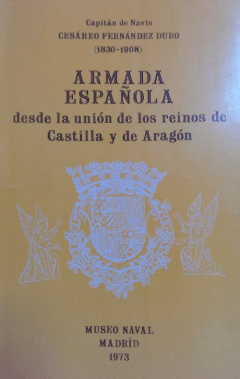 Capitán de Navío
CESÁREO FERNÁNDEZ DURO
(1830-1908)
ARMADA
ESPAÑOLA
desde la unión de los reinos de
Castilla y de Aragón
MUSEO NAVAL
MADRID
1973